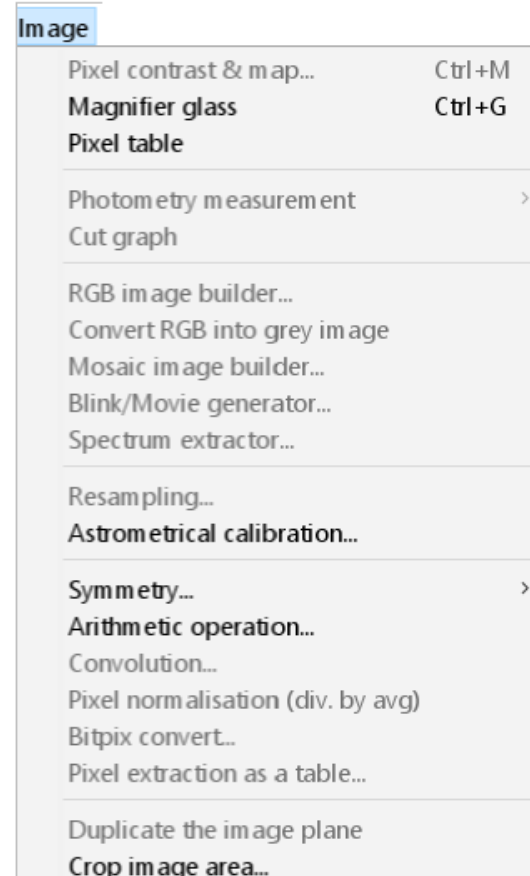 Image
Pixel contrast & map... Ctrl+M
Magnifier glass Ctrl+G
Pixel table
Photometry measurement >
Cut graph
RGB image builder...
Convert RGB into grey image
Mosaic image builder...
Blink/Movie generator...
Spectrum extractor...
Resampling...
Astrometrical calibration...
Symmetry... >
Arithmetic operation...
Convolution...
Pixel normalisation (div. by avg)
Bitpix convert...
Pixel extraction as a table...
Duplicate the image plane
Crop image area...